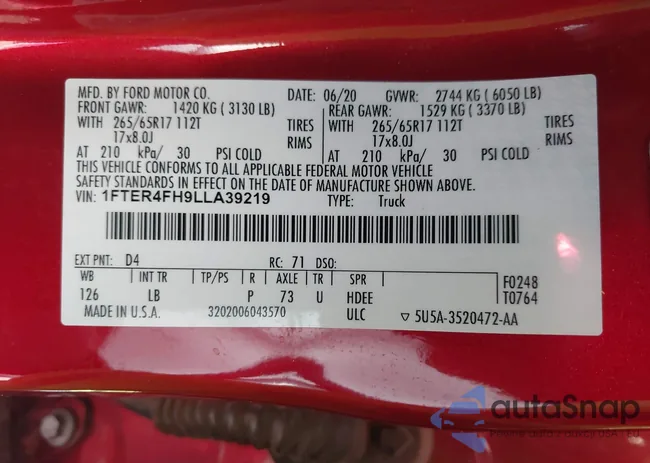 MFD. BY FORD MOTOR CO. DATE: 06/20 GVWR: 2744 KG ( 6050 LB)
FRONT GAWR: 1420 KG ( 3130 LB) REAR GAWR: 1529 KG ( 3370 LB)
WITH 265/65R17 112T TIRES WITH 265/65R17 112T TIRES
17x8.0J RIMS 17x8.0J RIMS
AT 210 kPa/ 30 PSI COLD AT 210 kPa/ 30 PSI COLD
THIS VEHICLE CONFORMS TO ALL APPLICABLE FEDERAL MOTOR VEHICLE
SAFETY STANDARDS IN EFFECT ON THE DATE OF MANUFACTURE SHOWN ABOVE.
VIN: 1FTER4FH9LLA39219 TYPE: Truck
EXT PNT: D4 RC: 71 DSO:
WB INT TR TP/PS R AXLE TR SPR F0248
126 LB P 73 U HDEE T0764
MADE IN U.S.A. 3202006043570 ULC ▽ 5U5A-3520472-AA
autoSnap